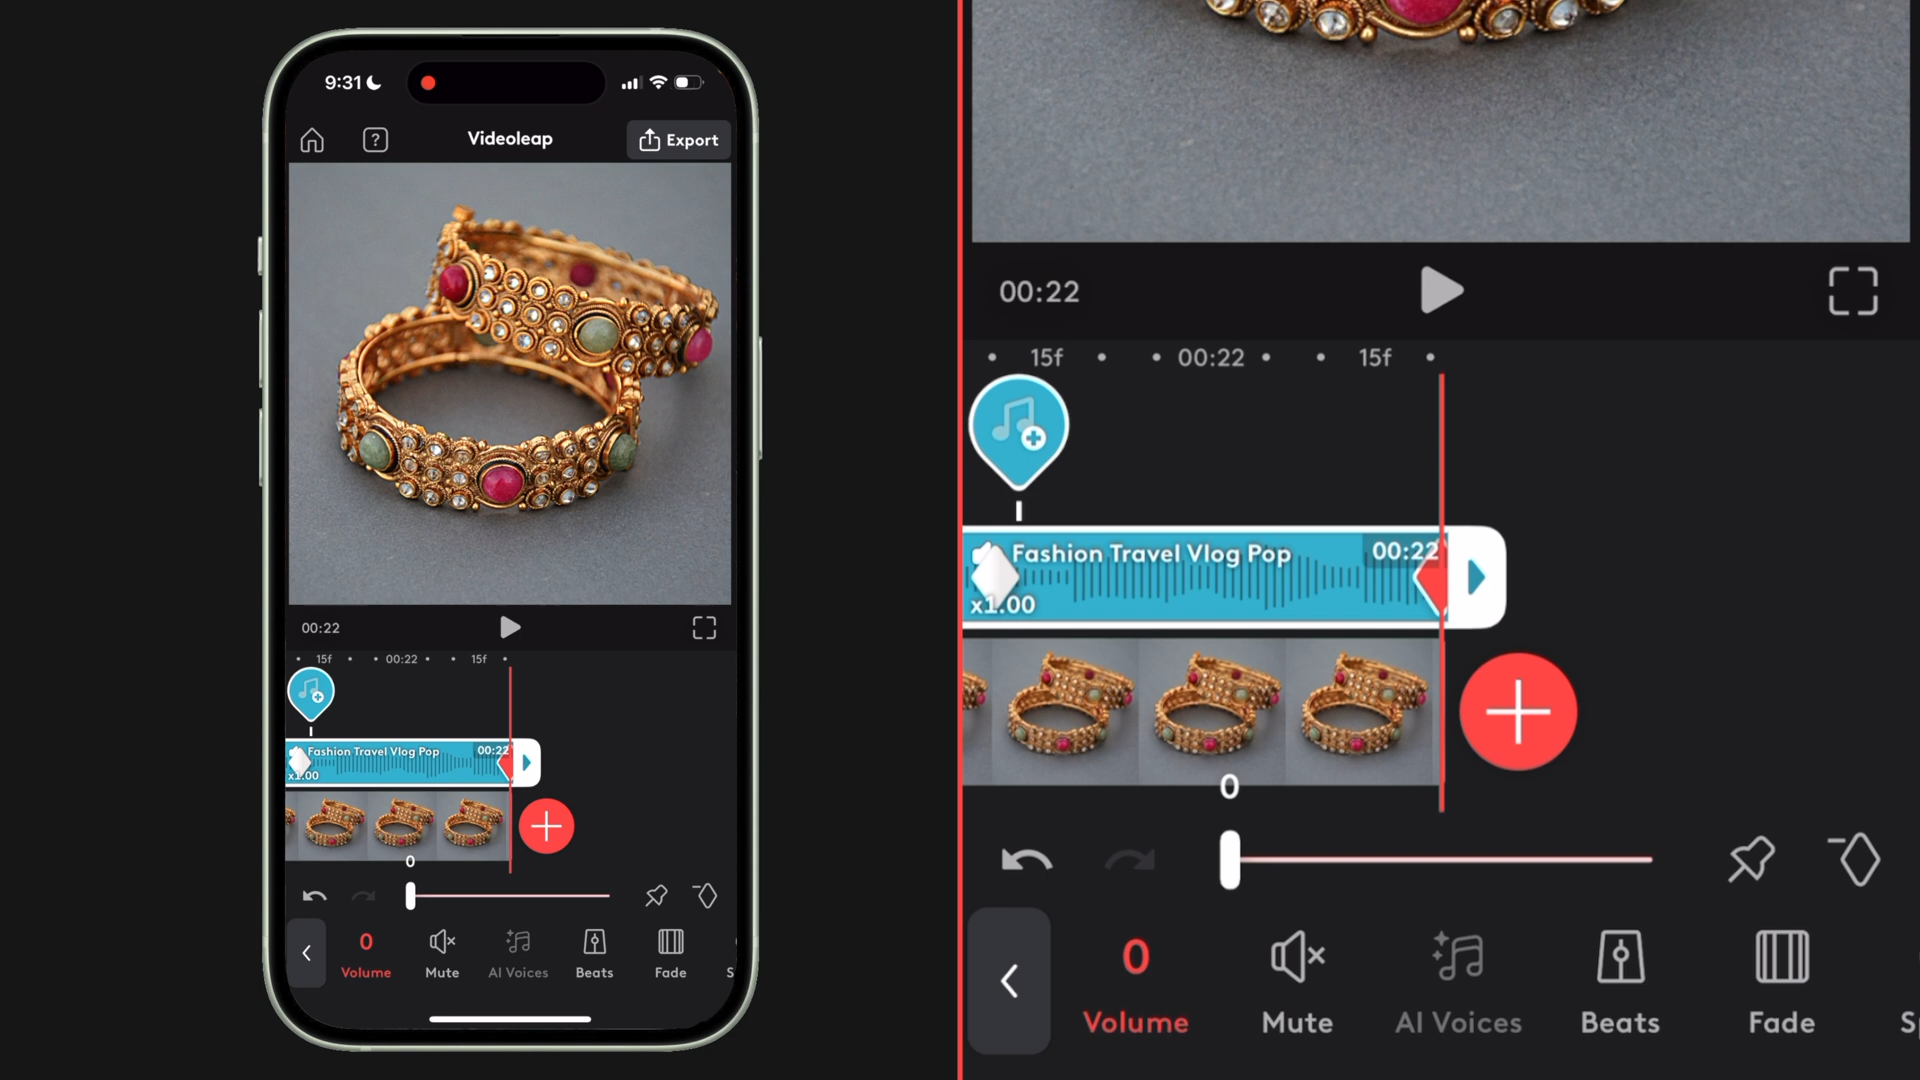 9:31
?
Videoleap
Export
00:22
15f
00:22
15f
Fashion Travel Vlog Pop
00:22
x1.00
0
0
Volume
Mute
AI Voices
Beats
Fade
S
00:22
15f
00:22
15f
Fashion Travel Vlog Pop
00:22
x1.00
0
0
Volume
Mute
AI Voices
Beats
Fade